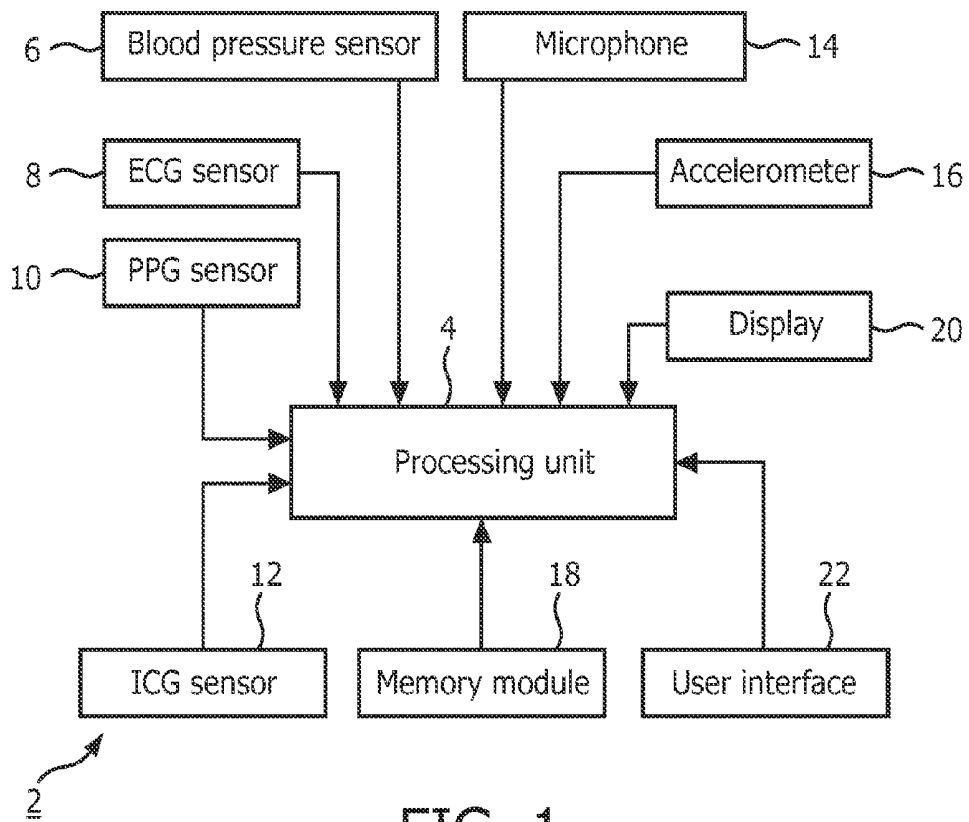 6 Blood pressure sensor Microphone 14
8 ECG sensor Accelerometer 16
10 PPG sensor
Display 20
4
Processing unit
12 18 22
ICG sensor Memory module User interface
2
FIG. 1